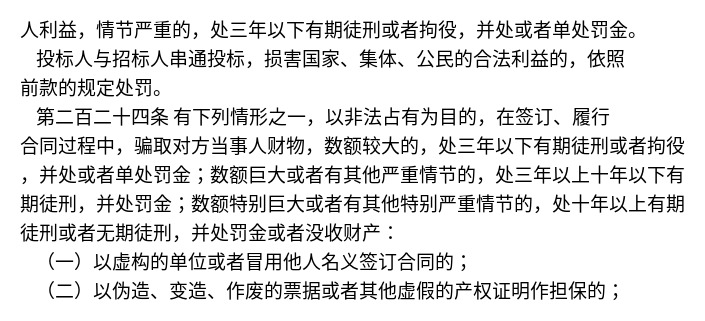 人利益，情节严重的，处三年以下有期徒刑或者拘役，并处或者单处罚金。
投标人与招标人串通投标，损害国家、集体、公民的合法利益的，依照
前款的规定处罚。
第二百二十四条 有下列情形之一，以非法占有为目的，在签订、履行
合同过程中，骗取对方当事人财物，数额较大的，处三年以下有期徒刑或者拘役
，并处或者单处罚金；数额巨大或者有其他严重情节的，处三年以上十年以下有
期徒刑，并处罚金；数额特别巨大或者有其他特别严重情节的，处十年以上有期
徒刑或者无期徒刑，并处罚金或者没收财产：
（一）以虚构的单位或者冒用他人名义签订合同的；
（二）以伪造、变造、作废的票据或者其他虚假的产权证明作担保的；